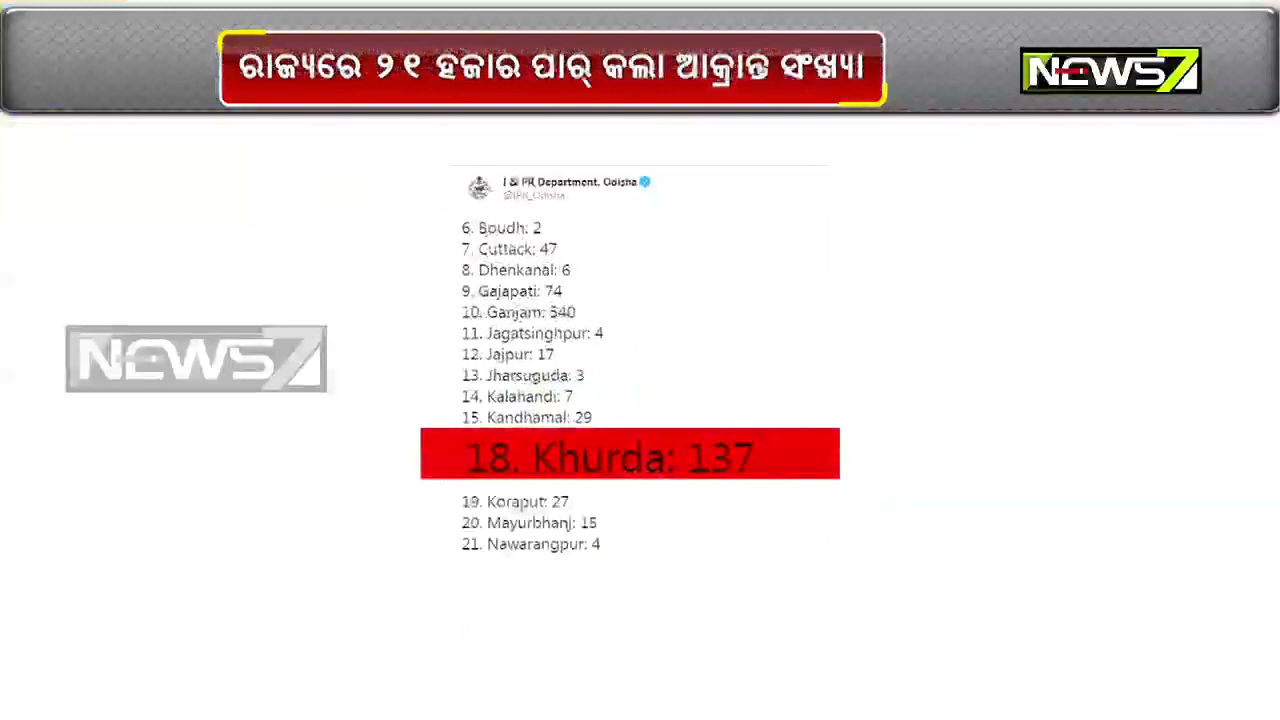 ରାଜ୍ୟରେ ୨୧ ହଜାର ପାର୍ କଲା ଆକ୍ରାନ୍ତ ସଂଖ୍ୟା
NEWS7
I & PR Department, Odisha
@IPR_Odisha
6. Boudh: 2
7. Cuttack: 47
8. Dhenkanal: 6
9. Gajapati: 74
10. Ganjam: 540
11. Jagatsinghpur: 4
12. Jajpur: 17
13. Jharsuguda: 3
14. Kalahandi: 7
15. Kandhamal: 29
18. Khurda: 137
19. Koraput: 27
20. Mayurbhanj: 15
21. Nawarangpur: 4
NEWS7